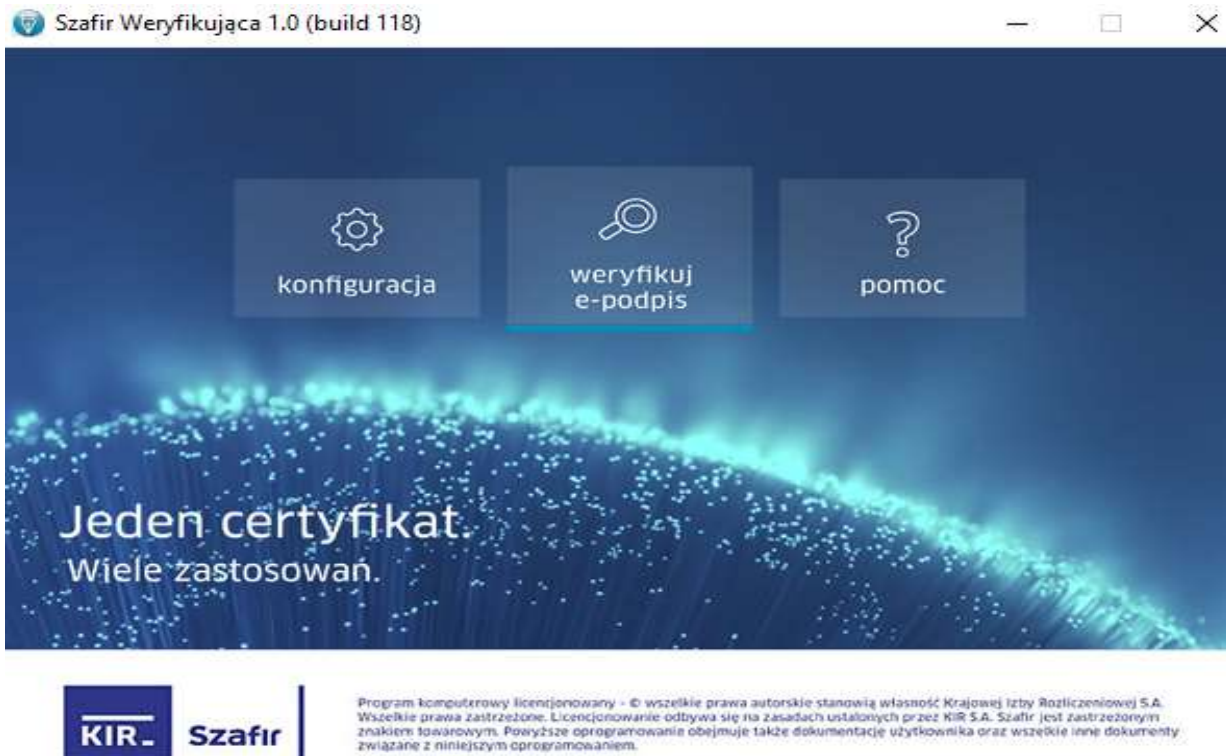 Szafir Weryfikująca 1.0 (build 118)
konfiguracja
weryfikuj
e-podpis
pomoc
Jeden certyfikat.
Wiele zastosowań.
KIR
Szafir
Program komputerowy licencjonowany - © wszelkie prawa autorskie stanowią własność Krajowej Izby Rozliczeniowej S.A.
Wszelkie prawa zastrzeżone. Licencjonowanie odbywa się na zasadach ustalonych przez KIR S.A. Szafir jest zastrzeżonym
znakiem towarowym. Powyższe oprogramowanie obejmuje także dokumentację użytkownika oraz wszelkie inne dokumenty
związane z niniejszym oprogramowaniem.